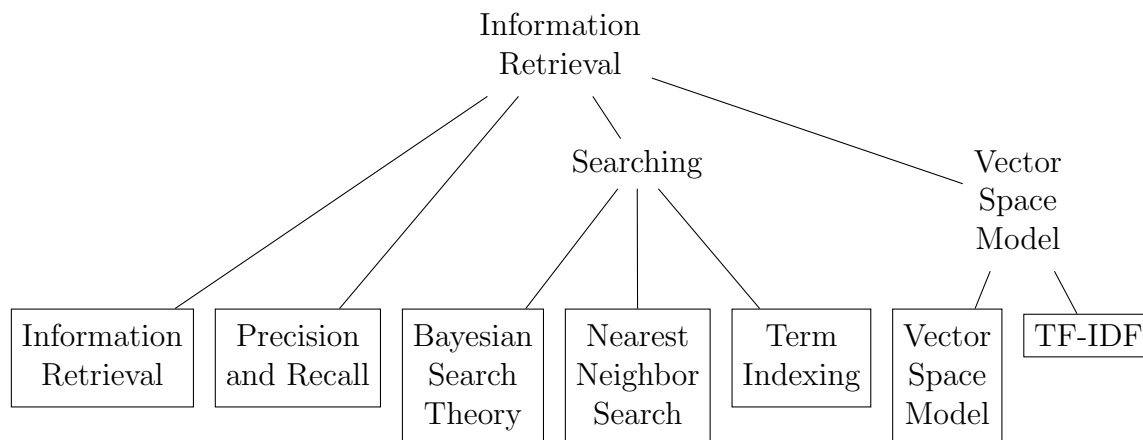 Information
Retrieval
Searching
Vector
Space
Model
Information
Retrieval
Precision
and Recall
Bayesian
Search
Theory
Nearest
Neighbor
Search
Term
Indexing
Vector
Space
Model
TF-IDF